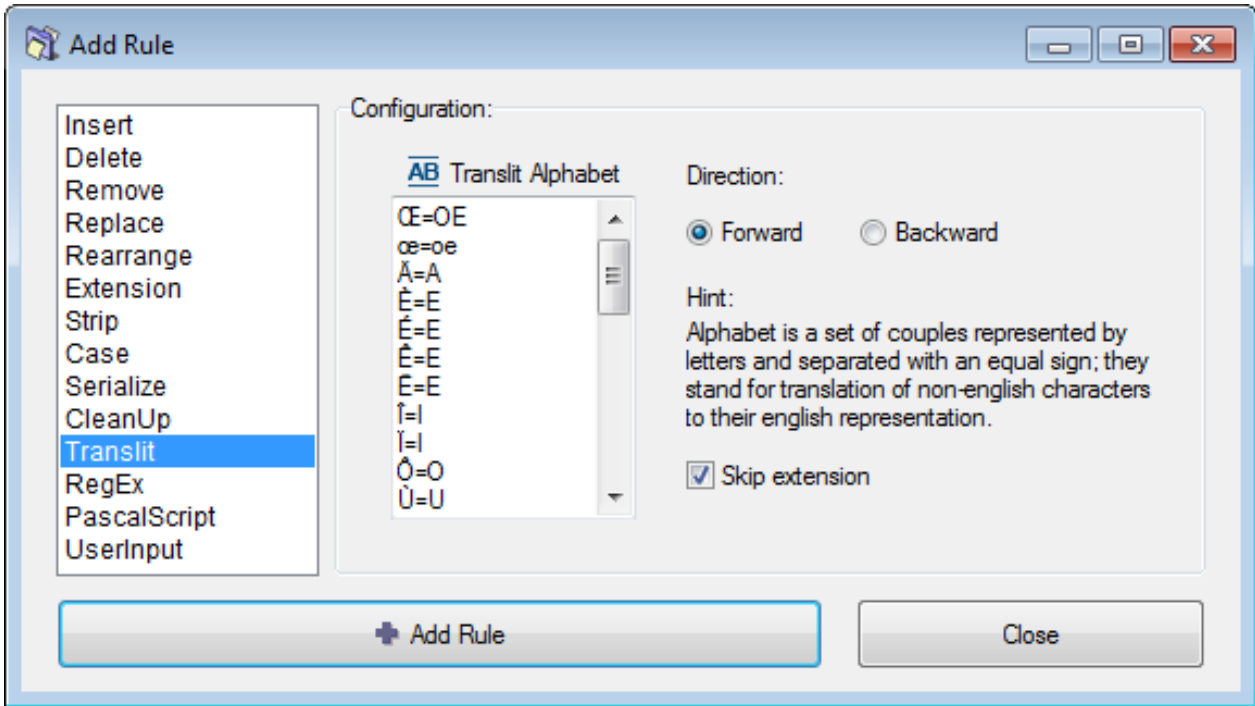 Add Rule
Insert
Delete
Remove
Replace
Rearrange
Extension
Strip
Case
Serialize
CleanUp
Translit
RegEx
PascalScript
UserInput
Configuration:
AB Translit Alphabet
Œ=OE
œ=oe
Ä=A
È=E
É=E
Ê=E
Ë=E
Î=I
Ï=I
Ô=O
Ù=U
Direction:
Forward
Backward
Hint:
Alphabet is a set of couples represented by
letters and separated with an equal sign; they
stand for translation of non-english characters
to their english representation.
Skip extension
Add Rule
Close